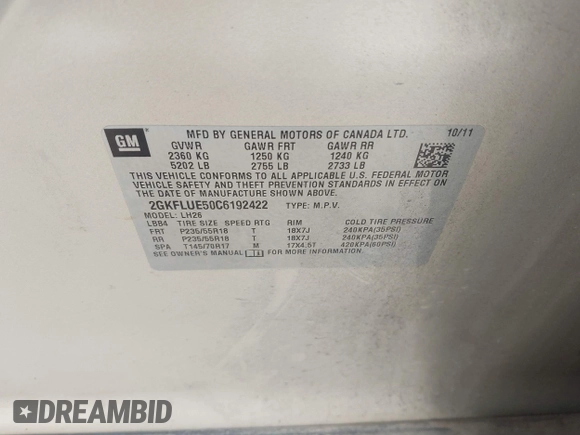 GM
MFD BY GENERAL MOTORS OF CANADA LTD. 10/11
GVWR GAWR FRT GAWR RR
2360 KG 1250 KG 1240 KG
5202 LB 2755 LB 2733 LB
THIS VEHICLE CONFORMS TO ALL APPLICABLE U.S. FEDERAL MOTOR
VEHICLE SAFETY, BUMPER, AND THEFT PREVENTION STANDARDS IN EFFECT
ON THE DATE OF MANUFACTURE SHOWN ABOVE.
2GKFLUE50C6192422 TYPE: M.P.V.
MODEL: LH26
LBB4 TIRE SIZE SPEED RTG RIM COLD TIRE PRESSURE
FRT P235/55R18 T 18X7J 240KPA(35PSI)
RR P235/55R18 T 18X7J 240KPA(35PSI)
SPA T145/70R17 M 17X4.5T 420KPA(60PSI)
SEE OWNER'S MANUAL
DREAMBID